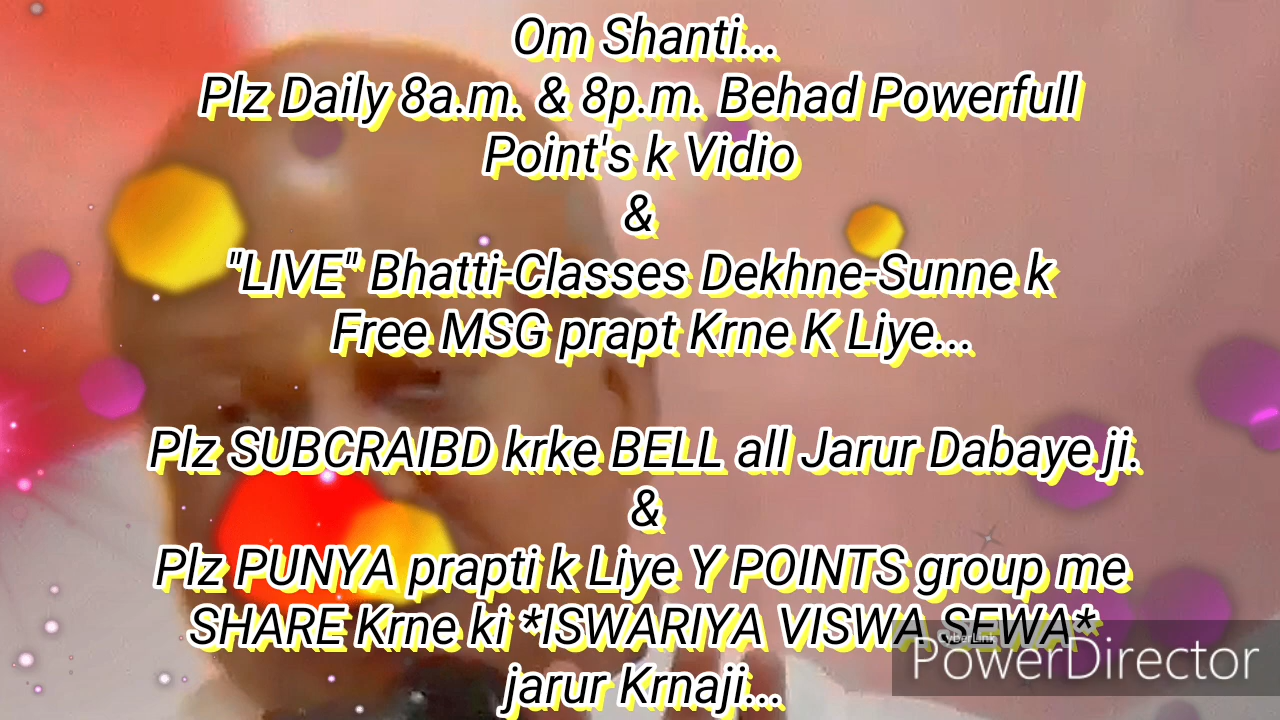 Om Shanti...
Plz Daily 8a.m. & 8p.m. Behad Powerfull
Point's k Vidio
&
"LIVE" Bhatti-Classes Dekhne-Sunne k
Free MSG prapt Krne K Liye...
Plz SUBCRAIBD krke BELL all Jarur Dabaye ji.
&
Plz PUNYA prapti k Liye Y POINTS group me
SHARE Krne ki *ISWARIYA VISWA SEWA*
jarur Krnaji...
CyberLink
PowerDirector